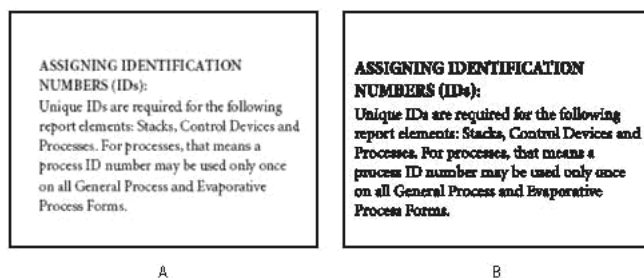 ASSIGNING IDENTIFICATION
NUMBERS (IDs):
Unique IDs are required for the following
report elements: Stacks, Control Devices and
Processes. For processes, that means a
process ID number may be used only once
on all General Process and Evaporative
Process Forms.
A
ASSIGNING IDENTIFICATION
NUMBERS (IDs):
Unique IDs are required for the following
report elements: Stacks, Control Devices and
Processes. For processes, that means a
process ID number may be used only once
on all General Process and Evaporative
Process Forms.
B